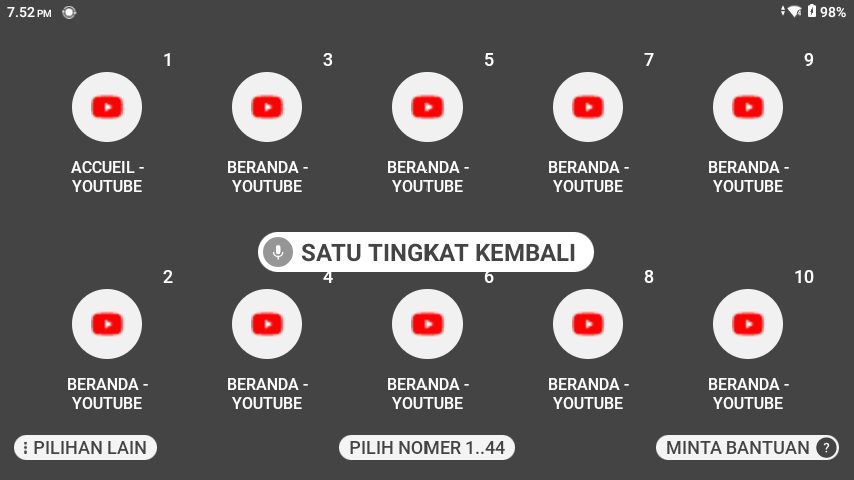 7.52 PM
98%
1
3
5
7
9
ACCUEIL -
YOUTUBE
BERANDA -
YOUTUBE
BERANDA -
YOUTUBE
BERANDA -
YOUTUBE
BERANDA -
YOUTUBE
SATU TINGKAT KEMBALI
2
4
6
8
10
BERANDA -
YOUTUBE
BERANDA -
YOUTUBE
BERANDA -
YOUTUBE
BERANDA -
YOUTUBE
BERANDA -
YOUTUBE
PILIHAN LAIN
PILIH NOMER 1..44
MINTA BANTUAN ?